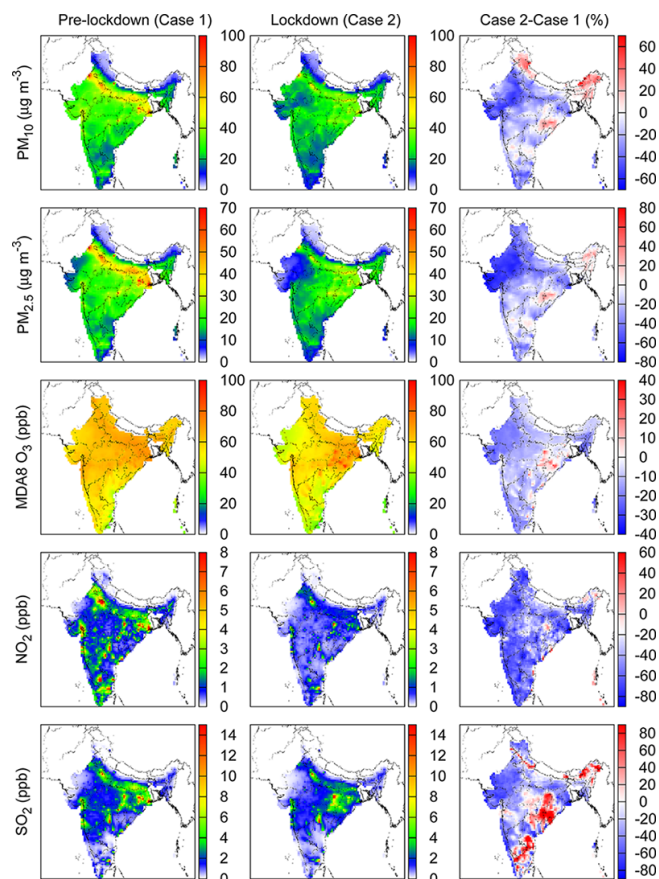 Pre-lockdown (Case 1) Lockdown (Case 2) Case 2-Case 1 (%)
PM₁₀ (µg m⁻³)
100 80 60 40 20 0
100 80 60 40 20 0
60 40 20 0 -20 -40 -60
PM₂.₅ (µg m⁻³)
70 60 50 40 30 20 10 0
70 60 50 40 30 20 10 0
80 60 40 20 0 -20 -40 -60 -80
MDA8 O₃ (ppb)
100 80 60 40 20 0
100 80 60 40 20 0
40 30 20 10 0 -10 -20 -30 -40
NO₂ (ppb)
8 7 6 5 4 3 2 1 0
8 7 6 5 4 3 2 1 0
60 40 20 0 -20 -40 -60 -80
SO₂ (ppb)
14 12 10 8 6 4 2 0
14 12 10 8 6 4 2 0
80 60 40 20 0 -20 -40 -60 -80